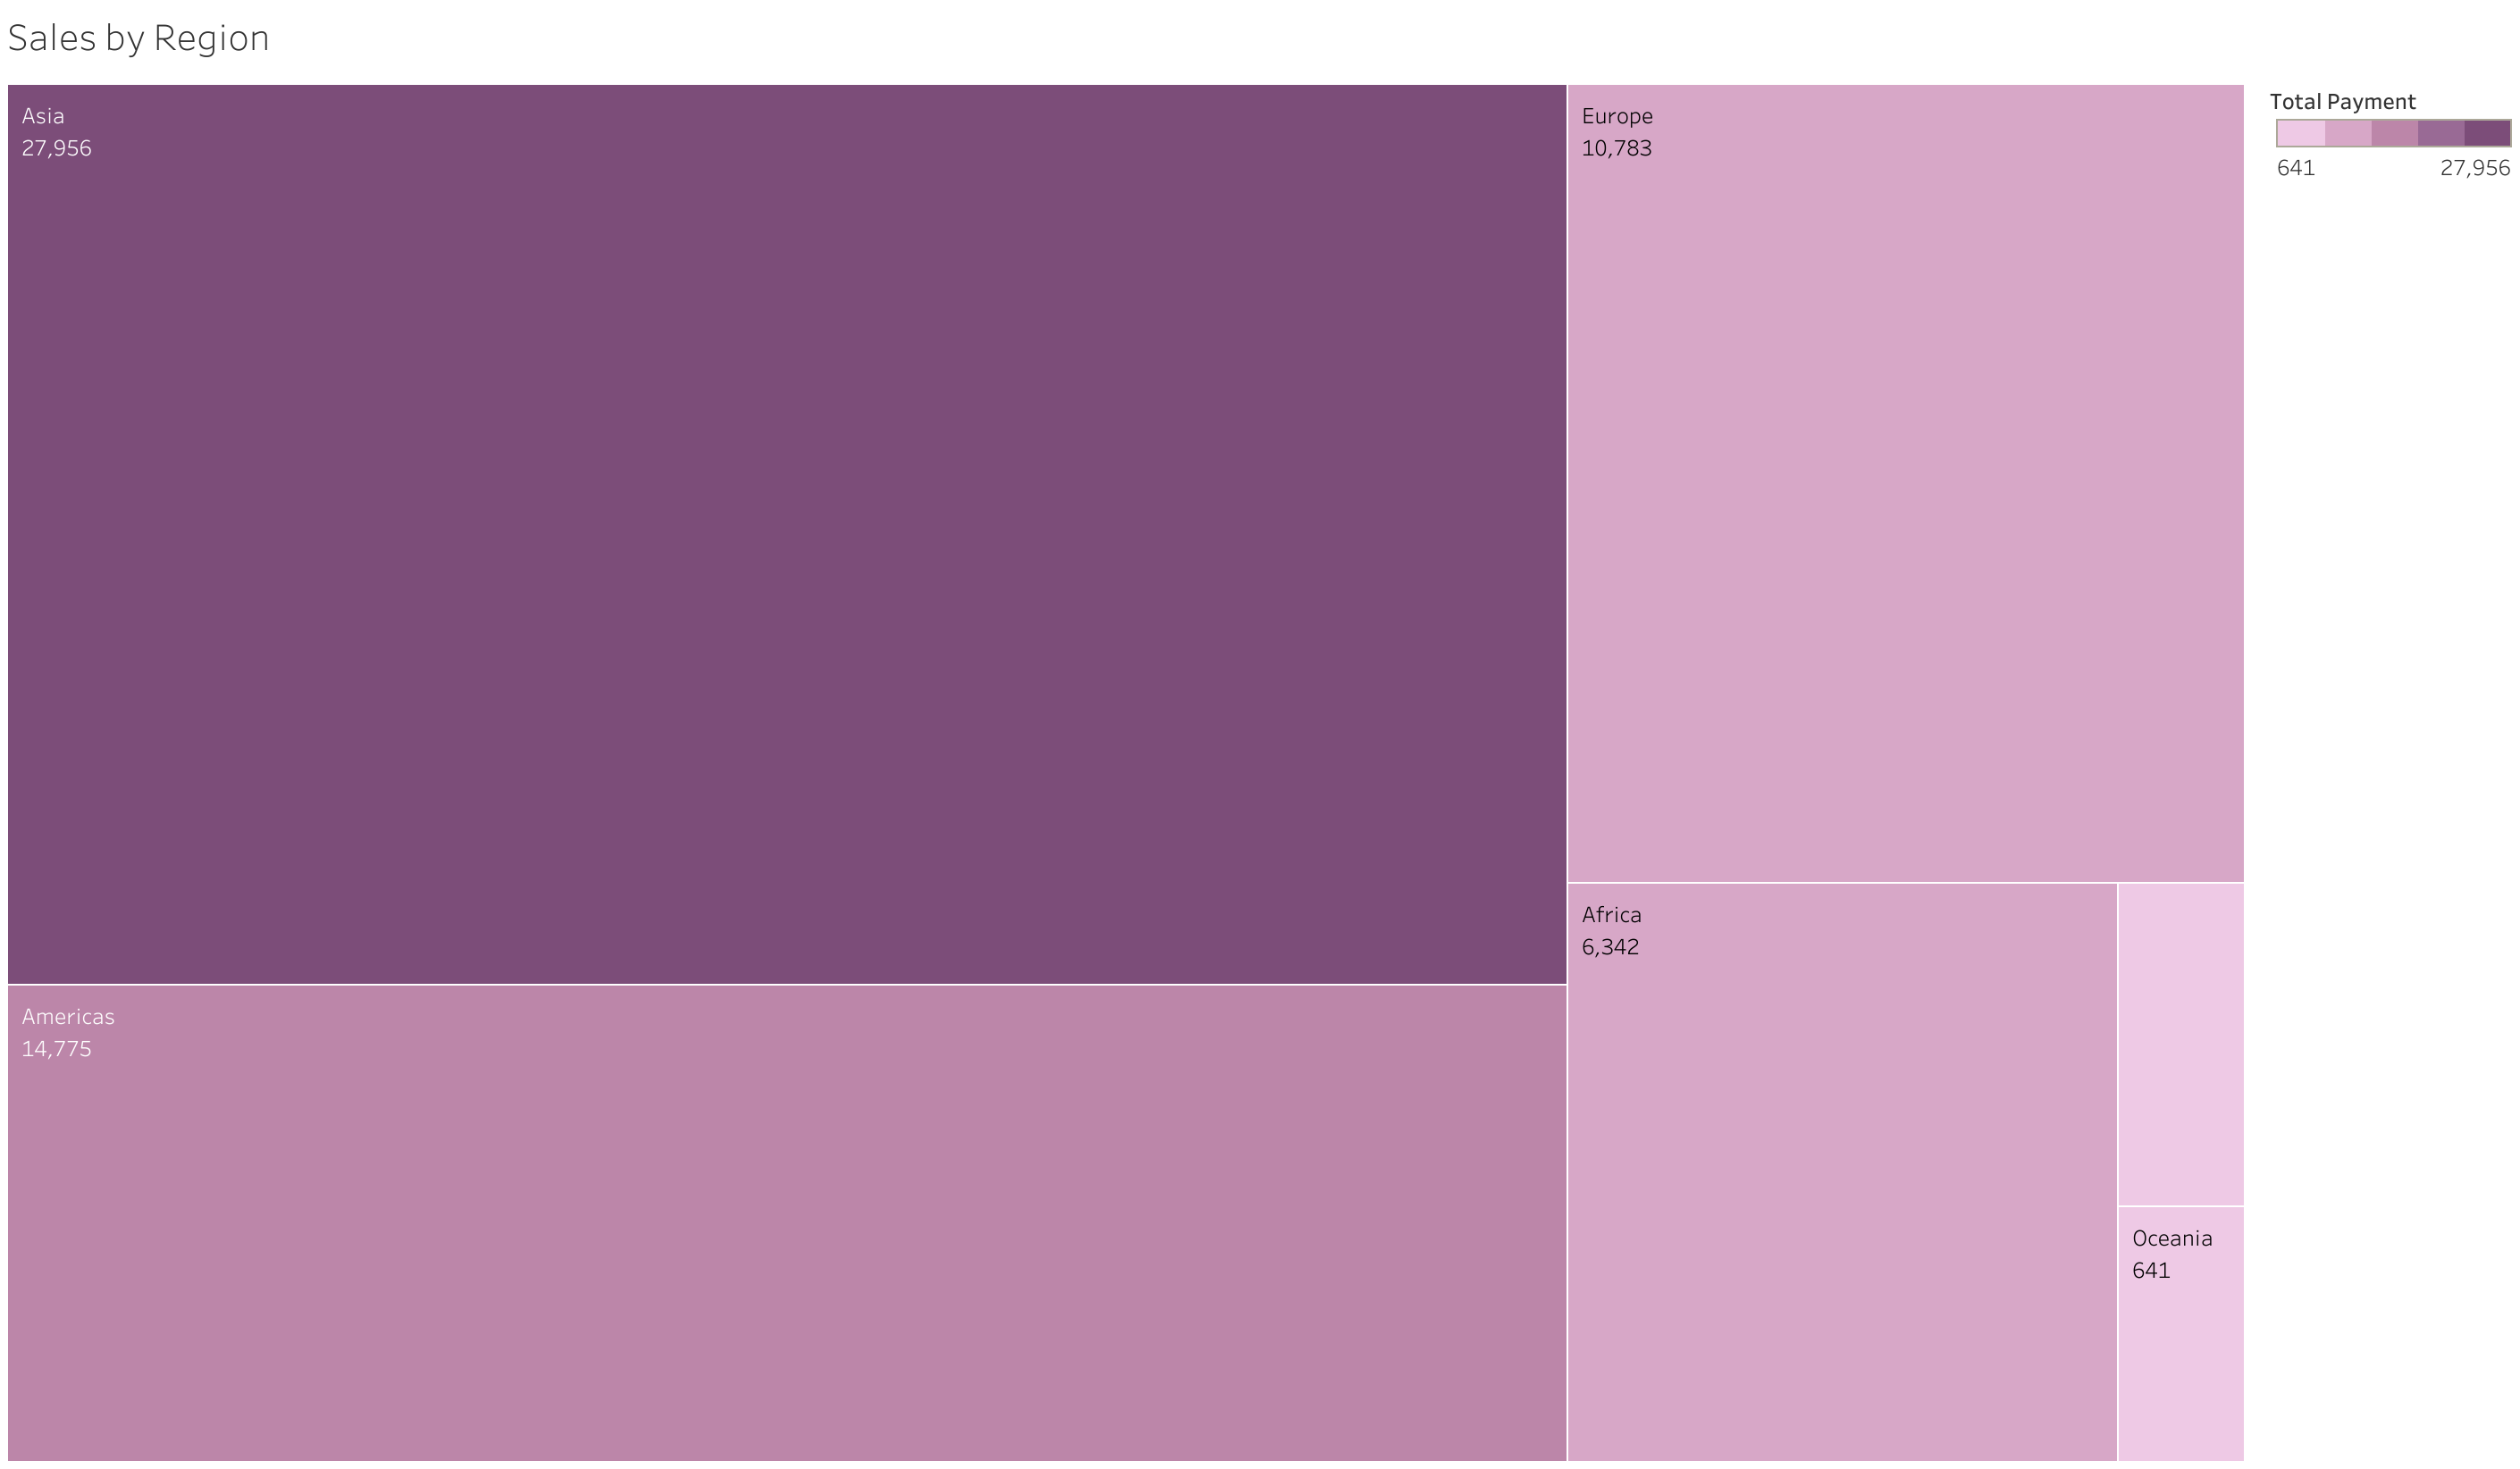 Sales by Region
Asia
27,956
Europe
10,783
Total Payment
641
27,956
Africa
6,342
Americas
14,775
Oceania
641